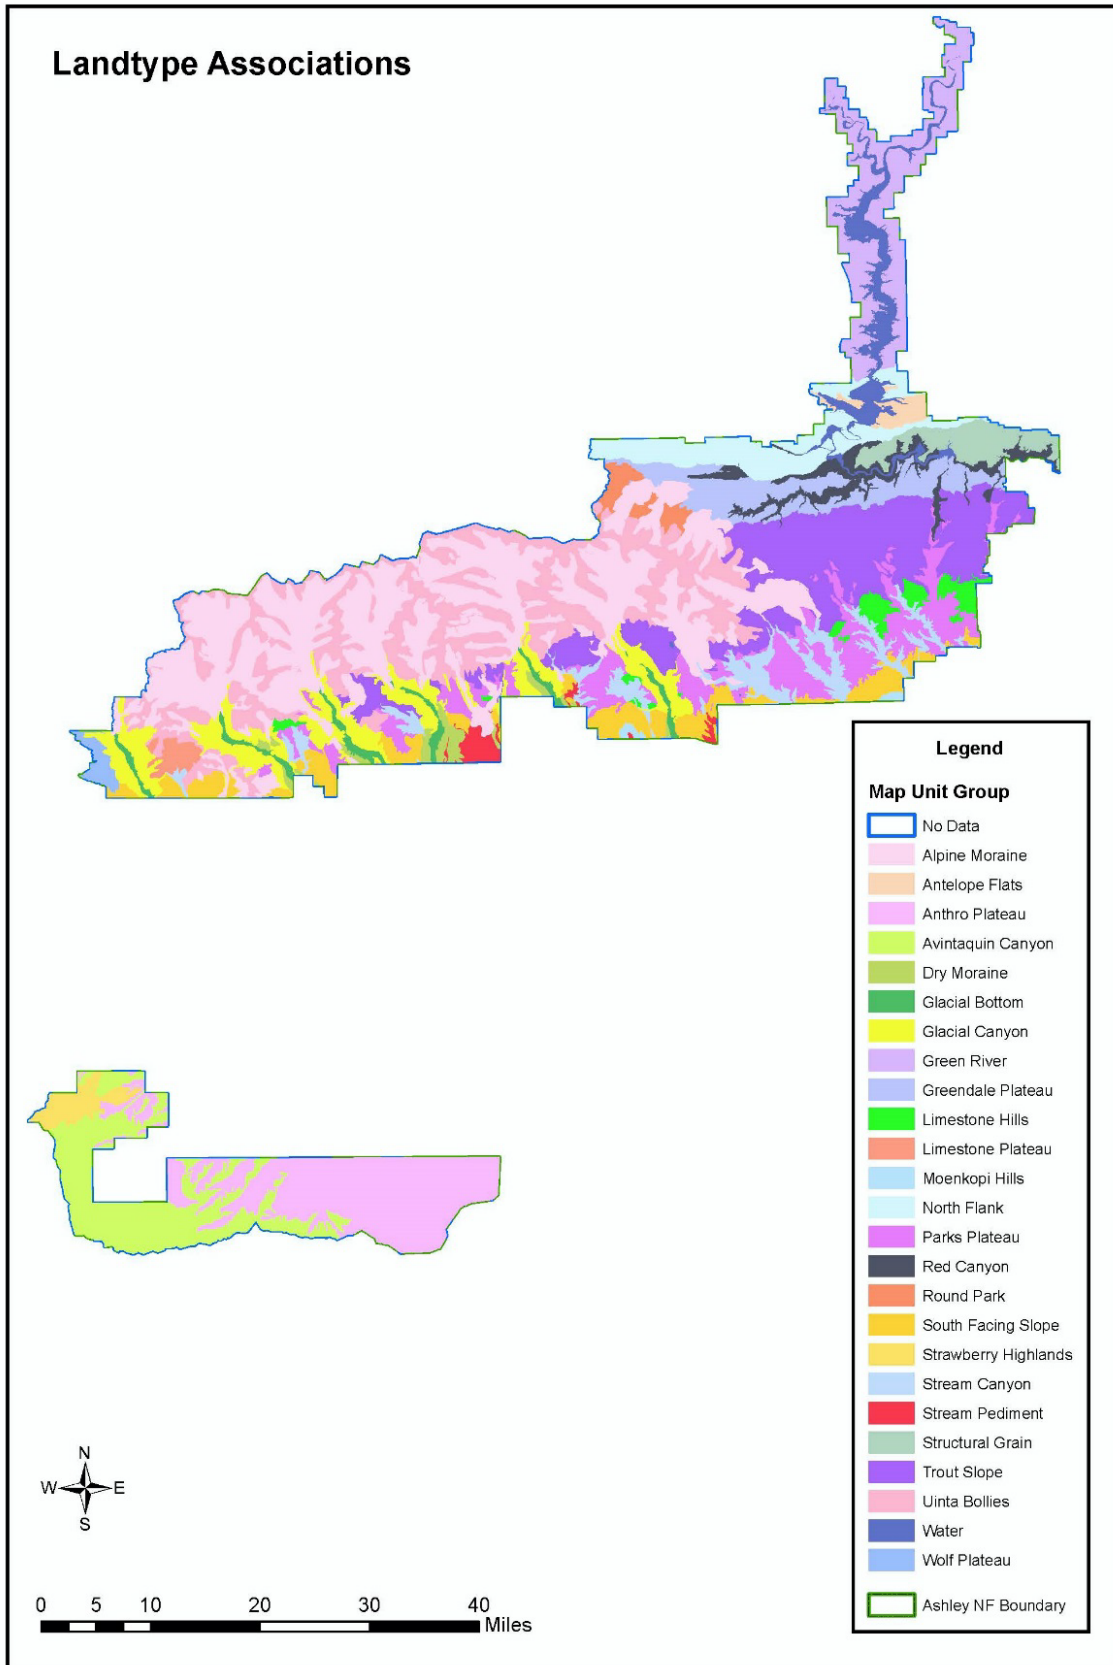 Landtype Associations
Legend
Map Unit Group
No Data
Alpine Moraine
Antelope Flats
Anthro Plateau
Avintaquin Canyon
Dry Moraine
Glacial Bottom
Glacial Canyon
Green River
Greendale Plateau
Limestone Hills
Limestone Plateau
Moenkopi Hills
North Flank
Parks Plateau
Red Canyon
Round Park
South Facing Slope
Strawberry Highlands
Stream Canyon
Stream Pediment
Structural Grain
Trout Slope
Uinta Bollies
Water
Wolf Plateau
Ashley NF Boundary
N
W E
S
0 5 10 20 30 40
Miles